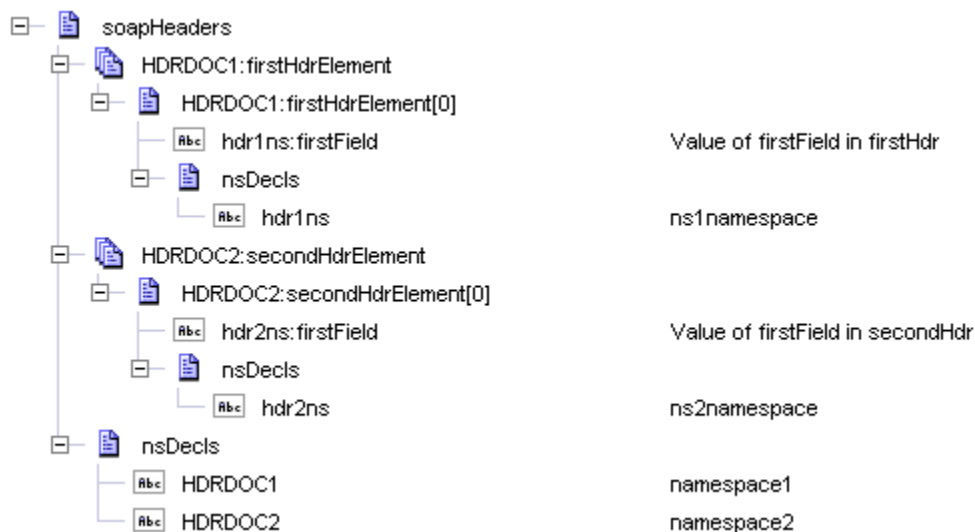 soapHeaders
HDRDOC1:firstHdrElement
HDRDOC1:firstHdrElement[0]
Abc hdr1ns:firstField Value of firstField in firstHdr
nsDecls
Abc hdr1ns ns1namespace
HDRDOC2:secondHdrElement
HDRDOC2:secondHdrElement[0]
Abc hdr2ns:firstField Value of firstField in secondHdr
nsDecls
Abc hdr2ns ns2namespace
nsDecls
Abc HDRDOC1 namespace1
Abc HDRDOC2 namespace2